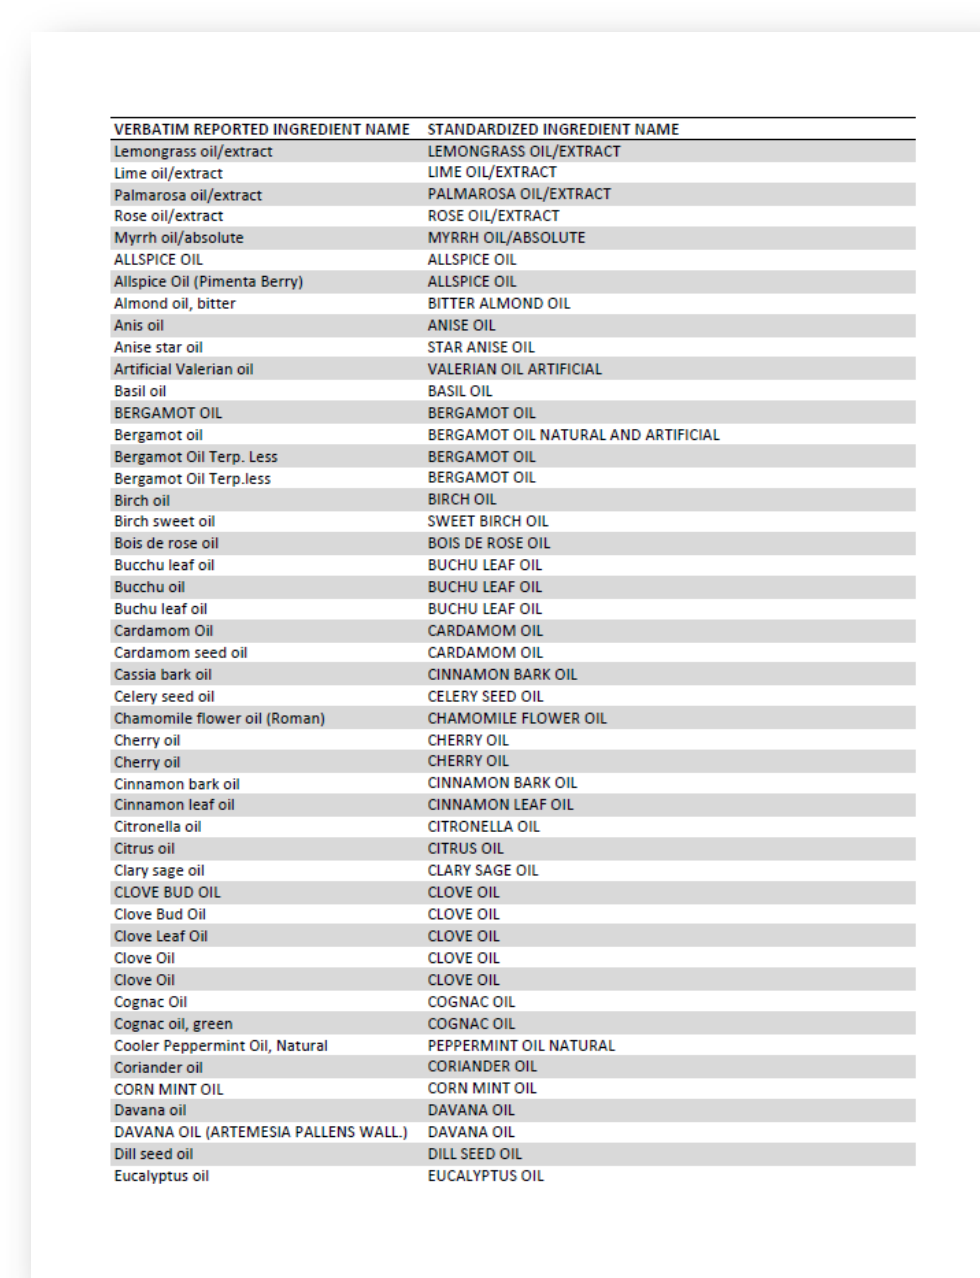 VERBATIM REPORTED INGREDIENT NAME STANDARDIZED INGREDIENT NAME
Lemongrass oil/extract LEMONGRASS OIL/EXTRACT
Lime oil/extract LIME OIL/EXTRACT
Palmarosa oil/extract PALMAROSA OIL/EXTRACT
Rose oil/extract ROSE OIL/EXTRACT
Myrrh oil/absolute MYRRH OIL/ABSOLUTE
ALLSPICE OIL ALLSPICE OIL
Allspice Oil (Pimenta Berry) ALLSPICE OIL
Almond oil, bitter BITTER ALMOND OIL
Anis oil ANISE OIL
Anise star oil STAR ANISE OIL
Artificial Valerian oil VALERIAN OIL ARTIFICIAL
Basil oil BASIL OIL
BERGAMOT OIL BERGAMOT OIL
Bergamot oil BERGAMOT OIL NATURAL AND ARTIFICIAL
Bergamot Oil Terp. Less BERGAMOT OIL
Bergamot Oil Terp.less BERGAMOT OIL
Birch oil BIRCH OIL
Birch sweet oil SWEET BIRCH OIL
Bois de rose oil BOIS DE ROSE OIL
Bucchu leaf oil BUCHU LEAF OIL
Bucchu oil BUCHU LEAF OIL
Buchu leaf oil BUCHU LEAF OIL
Cardamom Oil CARDAMOM OIL
Cardamom seed oil CARDAMOM OIL
Cassia bark oil CINNAMON BARK OIL
Celery seed oil CELERY SEED OIL
Chamomile flower oil (Roman) CHAMOMILE FLOWER OIL
Cherry oil CHERRY OIL
Cherry oil CHERRY OIL
Cinnamon bark oil CINNAMON BARK OIL
Cinnamon leaf oil CINNAMON LEAF OIL
Citronella oil CITRONELLA OIL
Citrus oil CITRUS OIL
Clary sage oil CLARY SAGE OIL
CLOVE BUD OIL CLOVE OIL
Clove Bud Oil CLOVE OIL
Clove Leaf Oil CLOVE OIL
Clove Oil CLOVE OIL
Clove Oil CLOVE OIL
Cognac Oil COGNAC OIL
Cognac oil, green COGNAC OIL
Cooler Peppermint Oil, Natural PEPPERMINT OIL NATURAL
Coriander oil CORIANDER OIL
CORN MINT OIL CORN MINT OIL
Davana oil DAVANA OIL
DAVANA OIL (ARTEMESIA PALLENS WALL.) DAVANA OIL
Dill seed oil DILL SEED OIL
Eucalyptus oil EUCALYPTUS OIL